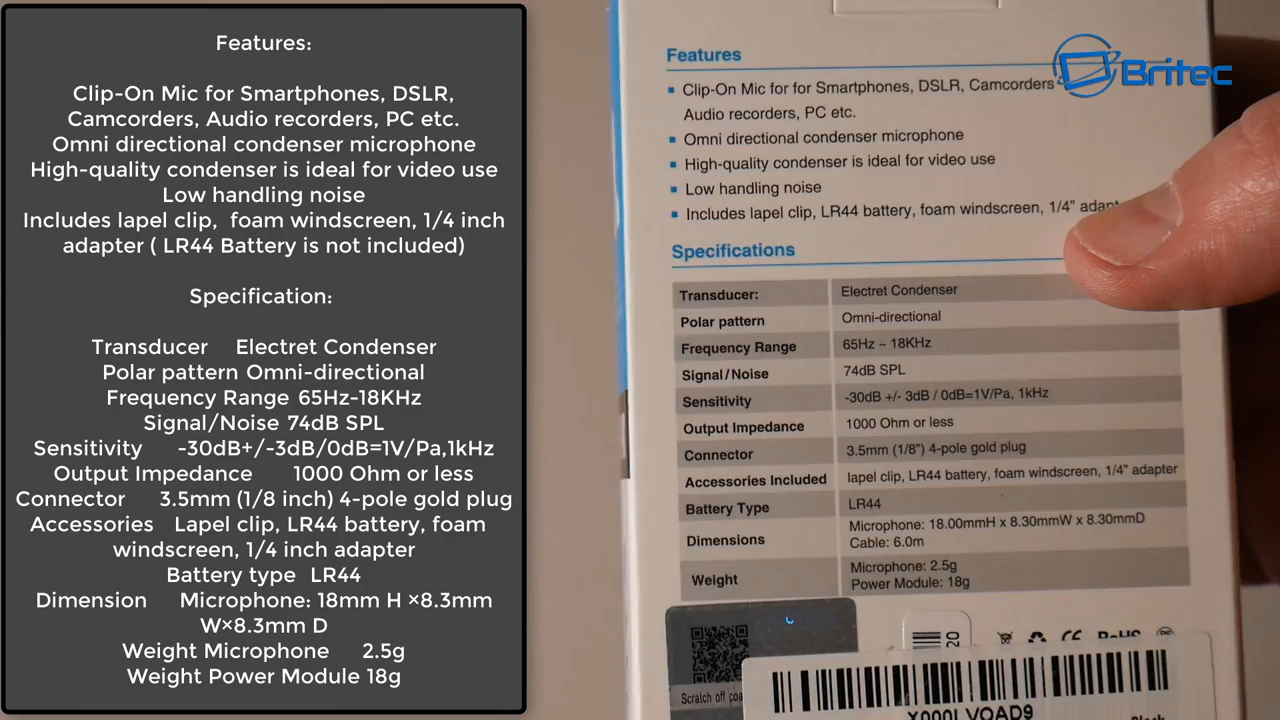 Features:
Clip-On Mic for Smartphones, DSLR,
Camcorders, Audio recorders, PC etc.
Omni directional condenser microphone
High-quality condenser is ideal for video use
Low handling noise
Includes lapel clip, foam windscreen, 1/4 inch
adapter ( LR44 Battery is not included)
Specification:
Transducer Electret Condenser
Polar pattern Omni-directional
Frequency Range 65Hz-18KHz
Signal/Noise 74dB SPL
Sensitivity -30dB+/-3dB/0dB=1V/Pa,1kHz
Output Impedance 1000 Ohm or less
Connector 3.5mm (1/8 inch) 4-pole gold plug
Accessories Lapel clip, LR44 battery, foam
windscreen, 1/4 inch adapter
Battery type LR44
Dimension Microphone: 18mm H ×8.3mm
W×8.3mm D
Weight Microphone 2.5g
Weight Power Module 18g
Britec
Features
Clip-On Mic for for Smartphones, DSLR, Camcorders
Audio recorders, PC etc.
Omni directional condenser microphone
High-quality condenser is ideal for video use
Low handling noise
Includes lapel clip, LR44 battery, foam windscreen, 1/4"
Specifications
Transducer: Electret Condenser
Polar pattern Omni-directional
Frequency Range 65Hz ~ 18KHz
Signal/Noise 74dB SPL
Sensitivity -30dB +/- 3dB / 0dB=1V/Pa, 1kHz
Output Impedance 1000 Ohm or less
Connector 3.5mm (1/8") 4-pole gold plug
Accessories Included lapel clip, LR44 battery, foam windscreen, 1/4" adapter
Battery Type LR44
Dimensions Microphone: 18.00mmH x 8.30mmW x 8.30mmD
Cable: 6.0m
Weight Microphone: 2.5g
Power Module: 18g
20
CE RoHS
Scratch off